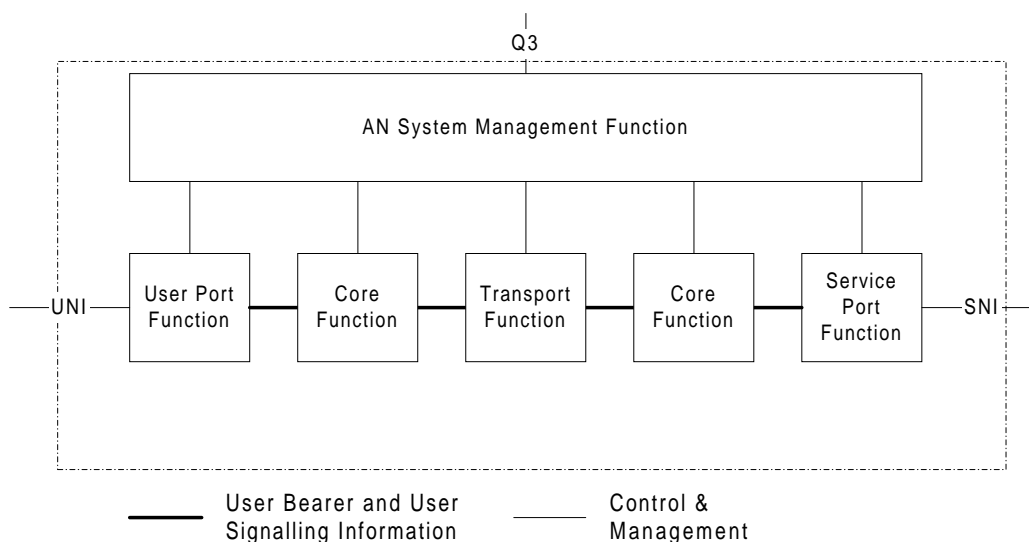 Q3
AN System Management Function
UNI
User Port
Function
Core
Function
Transport
Function
Core
Function
Service
Port
Function
SNI
User Bearer and User
Signalling Information
Control &
Management